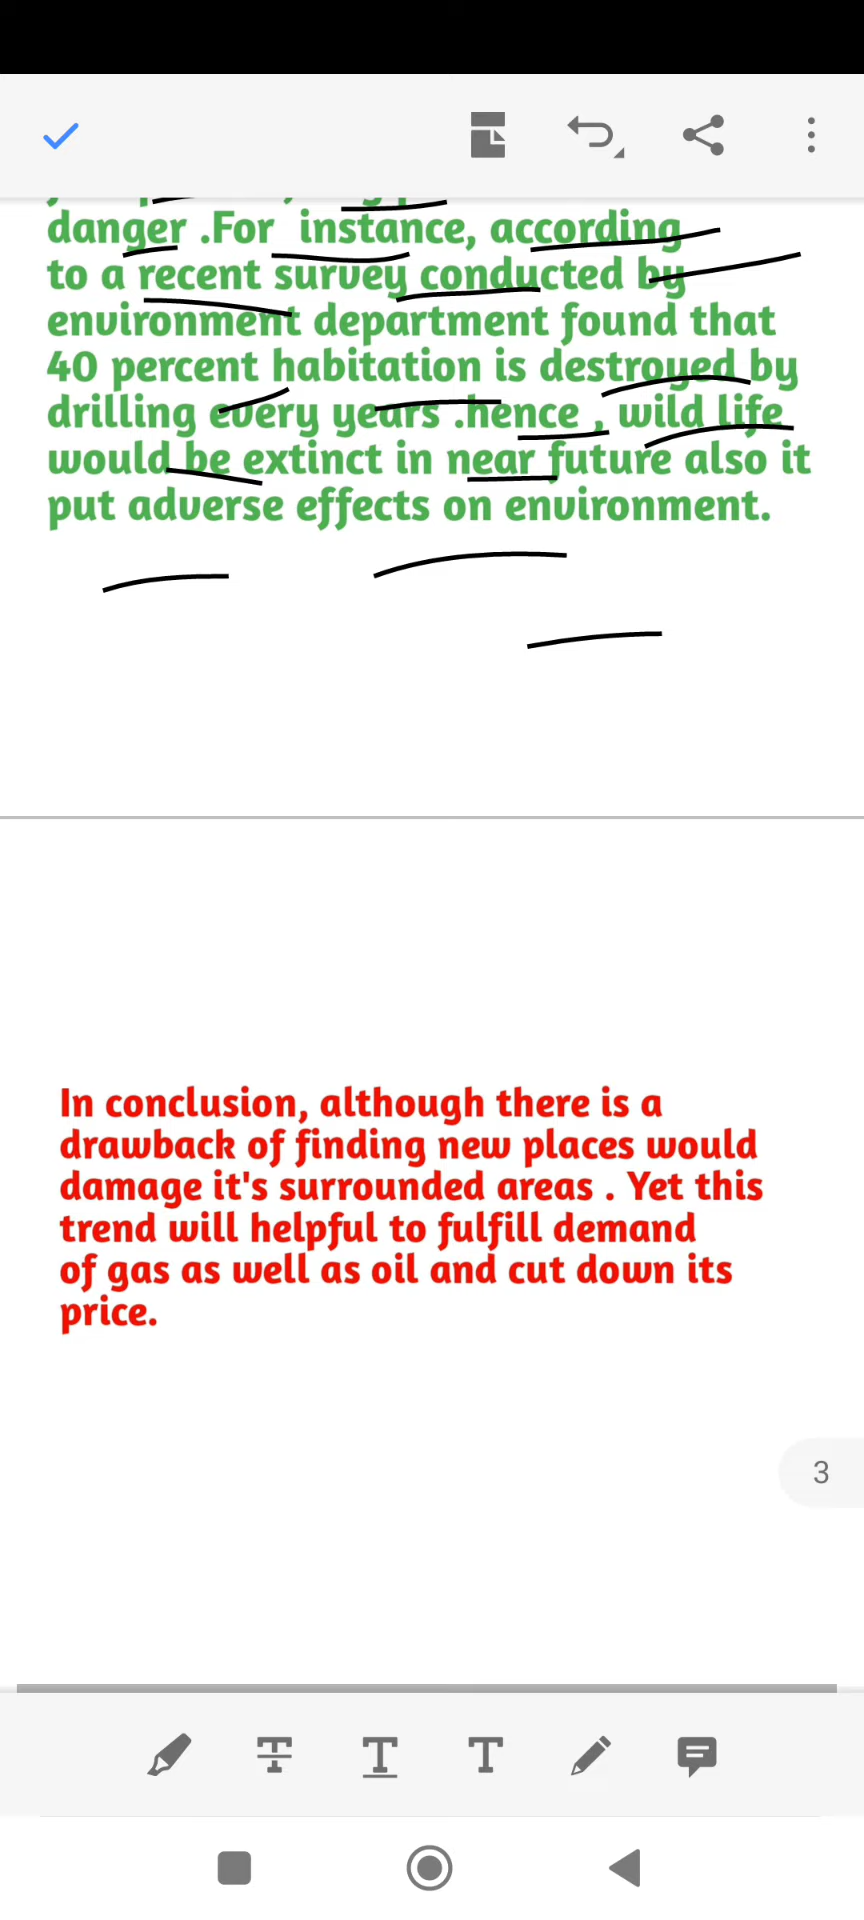 danger .For instance, according
to a recent survey conducted by
environment department found that
40 percent habitation is destroyed by
drilling every years .hence , wild life
would be extinct in near future also it
put adverse effects on environment.
In conclusion, although there is a
drawback of finding new places would
damage it's surrounded areas . Yet this
trend will helpful to fulfill demand
of gas as well as oil and cut down its
price.
3